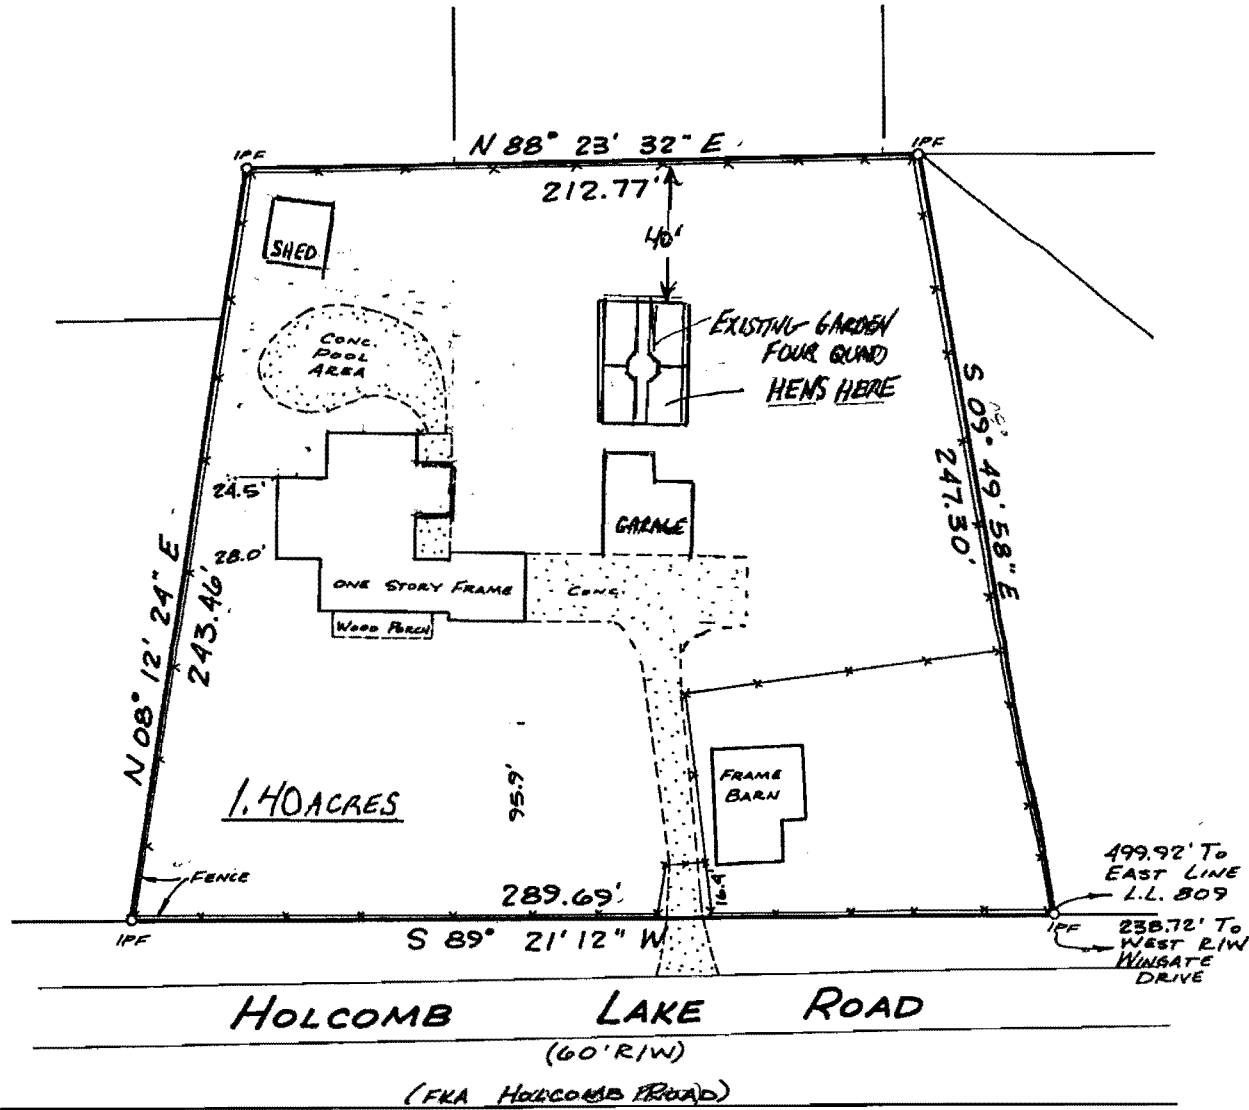 IPF
N 88° 23' 32" E
IPF
212.77'
SHED
40'
CONC.
POOL
AREA
EXISTING GARDEN
FOUR QUAD
HENS HERE
S 09° 49' 58" E
247.30'
24.5'
28.0'
GARAGE
ONE STORY FRAME
CONC.
WOOD PORCH
N 08° 12' 24" E
243.46'
1.40 ACRES
95.9'
FRAME
BARN
FENCE
289.69'
16.4'
499.92' TO
EAST LINE
L.L. 809
IPF
S 89° 21' 12" W
IPF
238.72' TO
WEST R/W
WINGATE
DRIVE
HOLCOMB LAKE ROAD
(60' R/W)
(FKA HOLCOMB ROAD)